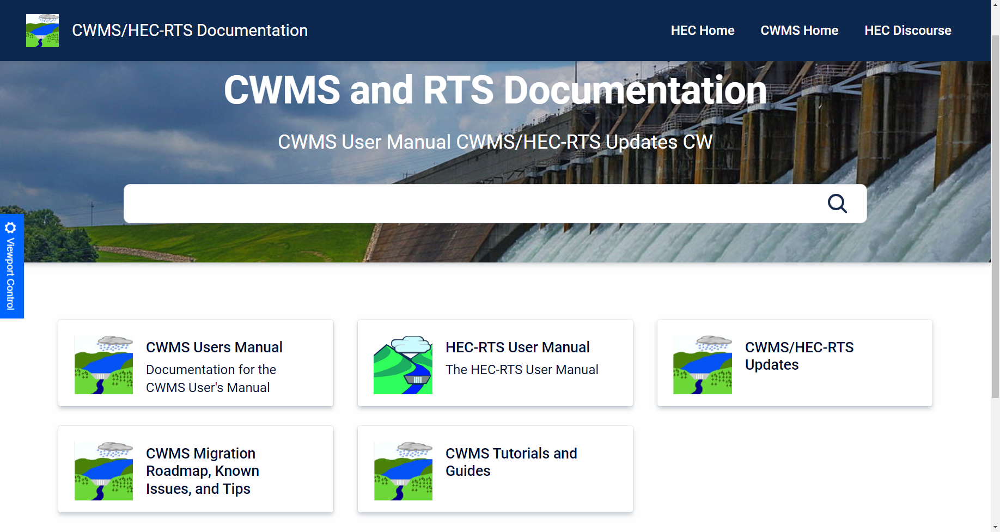 CWMS/HEC-RTS Documentation
HEC Home
CWMS Home
HEC Discourse
CWMS and RTS Documentation
CWMS User Manual CWMS/HEC-RTS Updates CW
Viewport Control
CWMS Users Manual
Documentation for the
CWMS User's Manual
HEC-RTS User Manual
The HEC-RTS User Manual
CWMS/HEC-RTS
Updates
CWMS Migration
Roadmap, Known
Issues, and Tips
CWMS Tutorials and
Guides